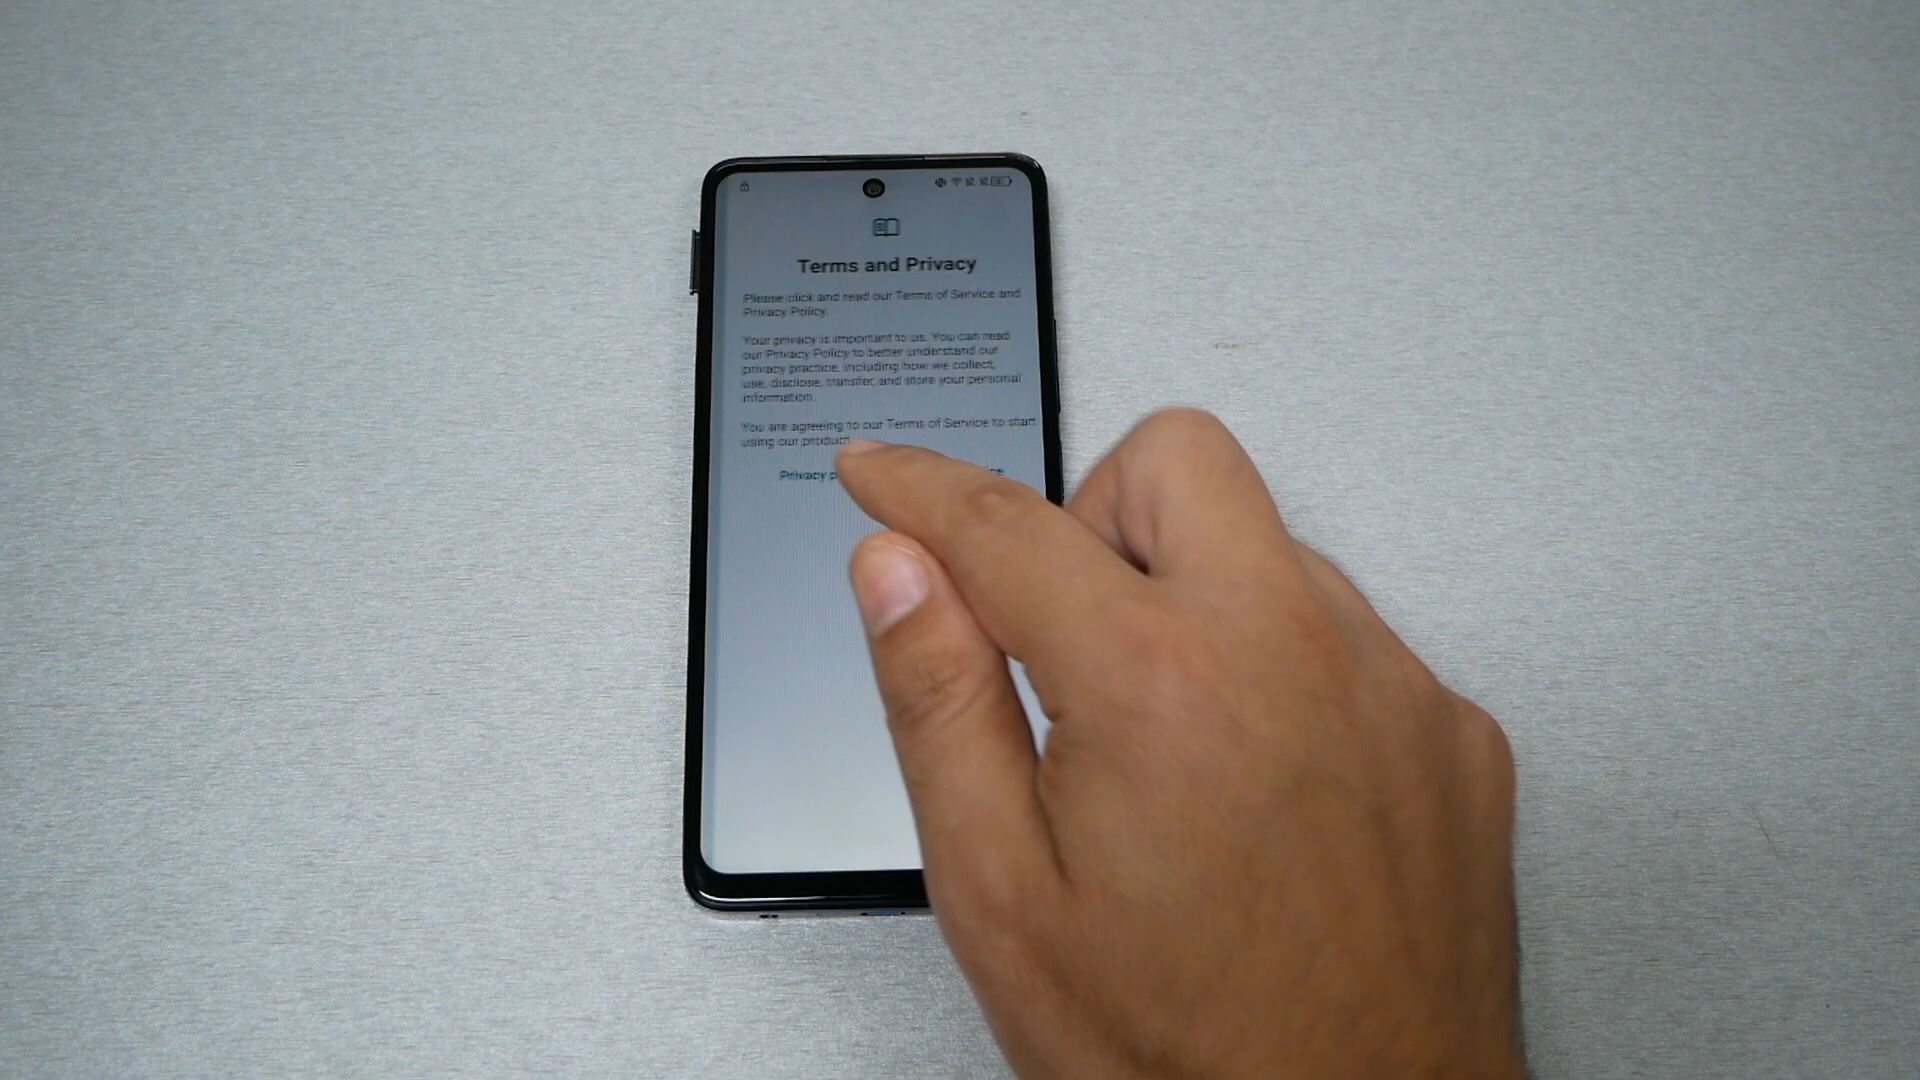 Terms and Privacy
Please click and read our Terms of Service and
Privacy Policy.
Your privacy is important to us. You can read
our Privacy Policy to better understand our
privacy practice, including how we collect,
use, disclose, transfer, and store your personal
information.
You are agreeing to our Terms of Service to start
using our product
Privacy